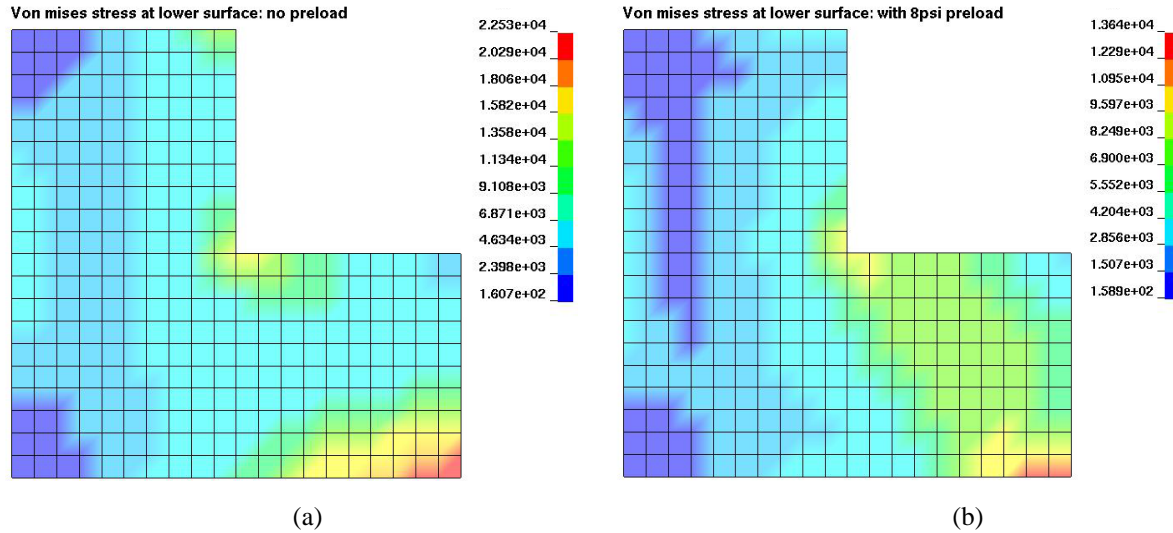 Von mises stress at lower surface: no preload
2.253e+04
2.029e+04
1.806e+04
1.582e+04
1.358e+04
1.134e+04
9.108e+03
6.871e+03
4.634e+03
2.398e+03
1.607e+02
(a)
Von mises stress at lower surface: with 8psi preload
1.364e+04
1.229e+04
1.095e+04
9.597e+03
8.249e+03
6.900e+03
5.552e+03
4.204e+03
2.856e+03
1.507e+03
1.589e+02
(b)